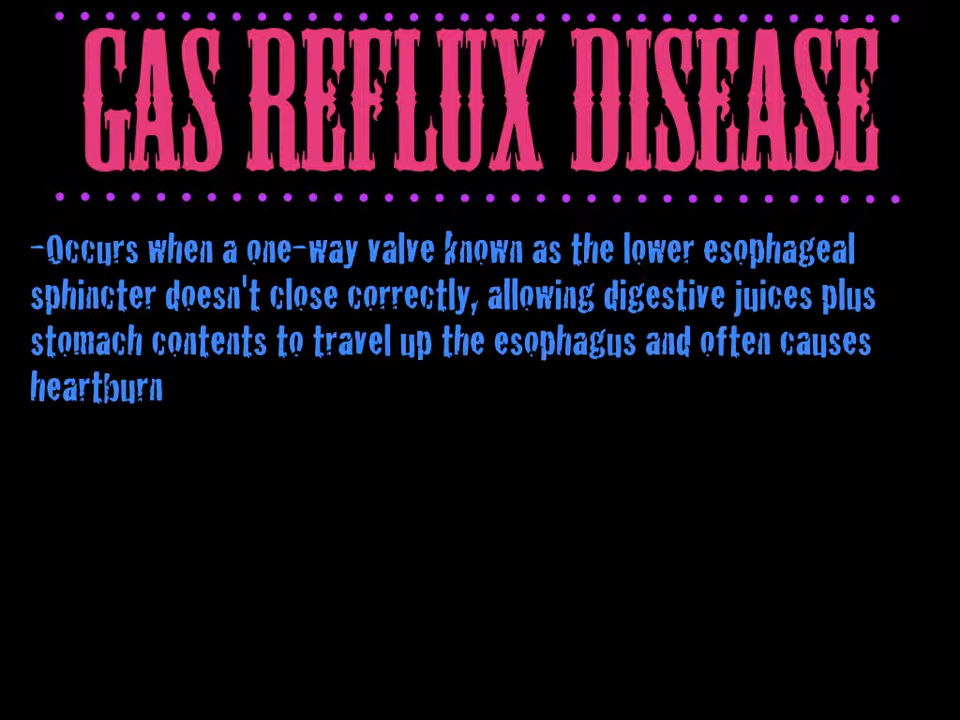 GAS REFLUX DISEASE
-Occurs when a one-way valve known as the lower esophageal
sphincter doesn't close correctly, allowing digestive juices plus
stomach contents to travel up the esophagus and often causes
heartburn